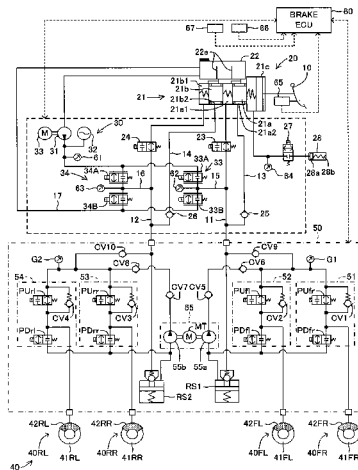 60
67
66
BRAKE
ECU
22a
22
20
21c
10
21b1
21b
21b2
21
65
21a1
21a
21a2
27
28
28a
28b
30
M
33
31
32
61
24
23
14
13
64
34A
34
63
34B
16
33A
33
62
15
33B
17
12
11
26
25
50
CV10
CV9
G2
G1
CV8
CV6
54
53
52
51
PUrl
PUrr
CV7
CV5
PUfl
PUfr
CV4
CV3
55
MT
CV2
CV1
M
PDrl
PDrr
55b
55a
PDfl
PDfr
RS2
RS1
42RL
42RR
42FL
42FR
40RL
40RR
40FL
40FR
40
41RL
41RR
41FL
41FR